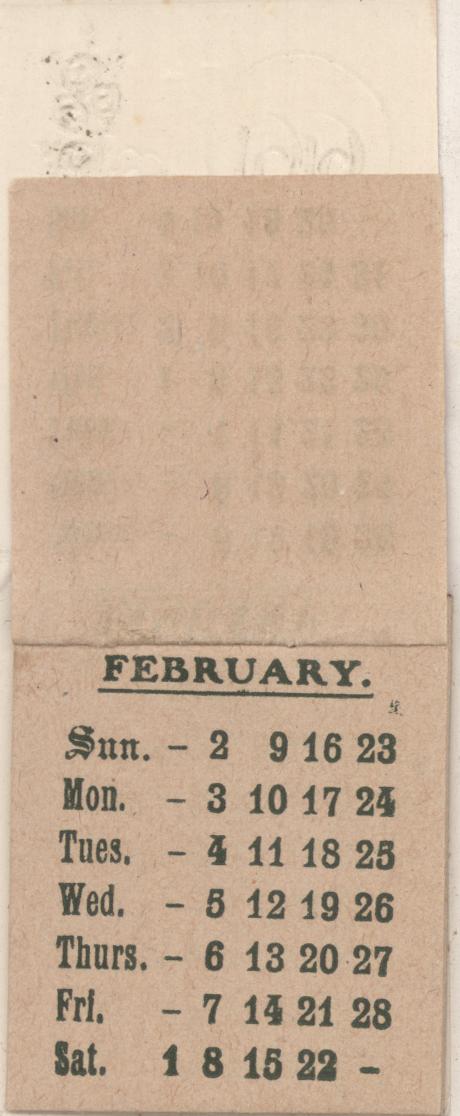 FEBRUARY.
Sun. – 2 9 16 23
Mon. – 3 10 17 24
Tues. – 4 11 18 25
Wed. – 5 12 19 26
Thurs. – 6 13 20 27
Fri. – 7 14 21 28
Sat. 1 8 15 22 –